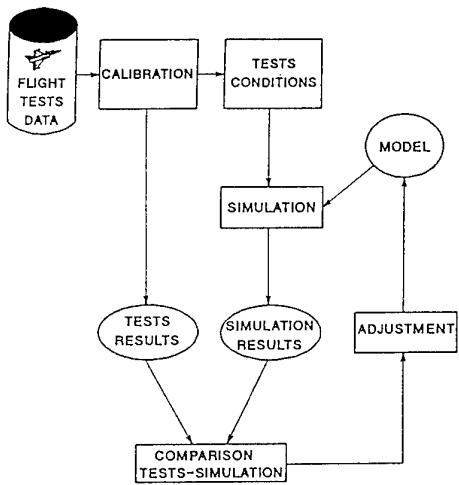 FLIGHT
TESTS
DATA
CALIBRATION
TESTS
CONDITIONS
MODEL
SIMULATION
TESTS
RESULTS
SIMULATION
RESULTS
ADJUSTMENT
COMPARISON
TESTS-SIMULATION